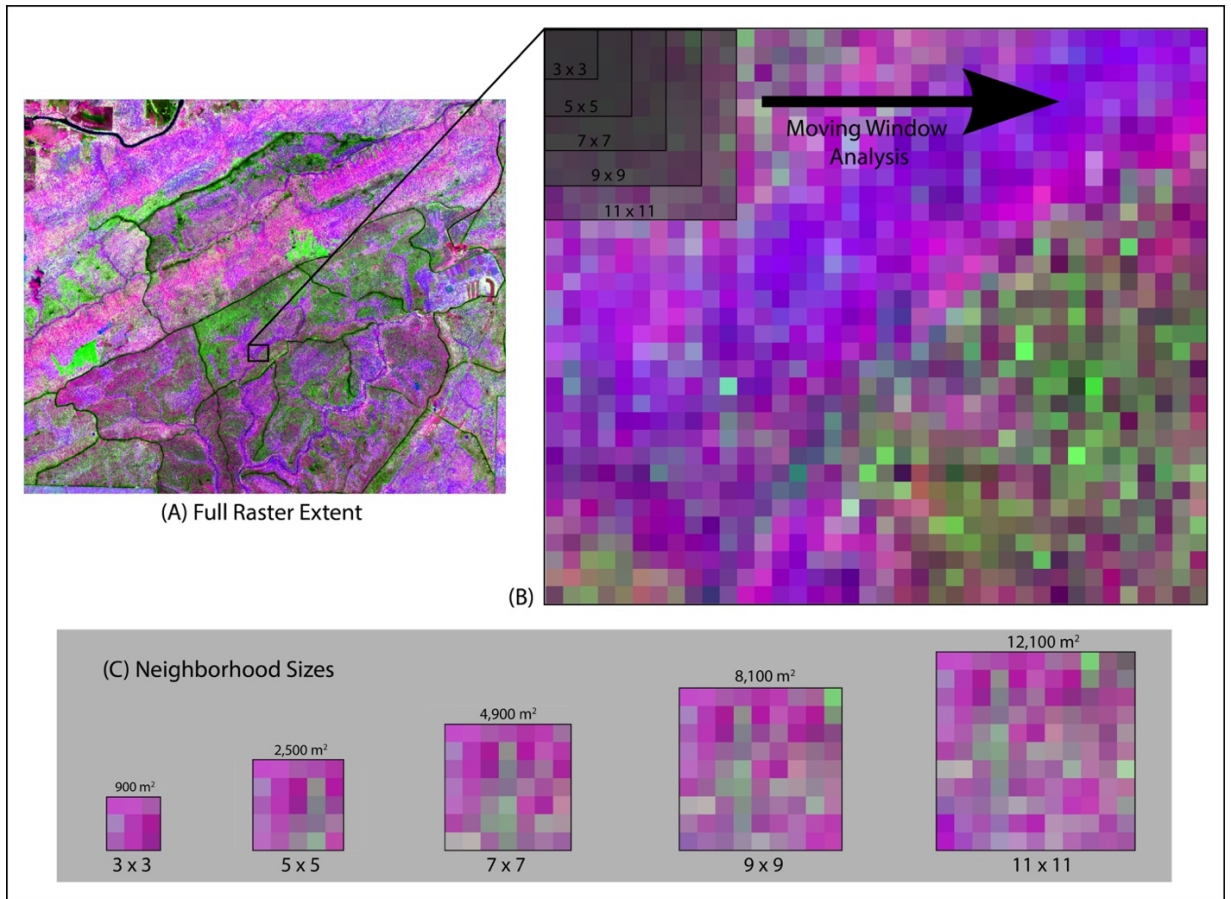 (A) Full Raster Extent
3 x 3
5 x 5
7 x 7
9 x 9
11 x 11
Moving Window
Analysis
(B)
(C) Neighborhood Sizes
900 m²
3 x 3
2,500 m²
5 x 5
4,900 m²
7 x 7
8,100 m²
9 x 9
12,100 m²
11 x 11